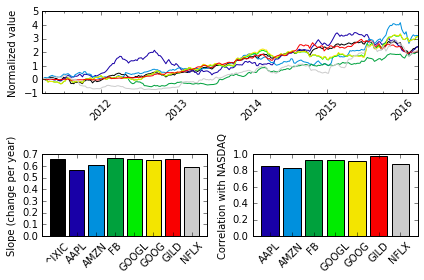 Normalized value
5
4
3
2
1
0
−1
2012
2013
2014
2015
2016
Slope (change per year)
0.7
0.6
0.5
0.4
0.3
0.2
0.1
0.0
^IXIC
AAPL
AMZN
FB
GOOGL
GOOG
GILD
NFLX
Correlation with NASDAQ
1.0
0.8
0.6
0.4
0.2
0.0
AAPL
AMZN
FB
GOOGL
GOOG
GILD
NFLX